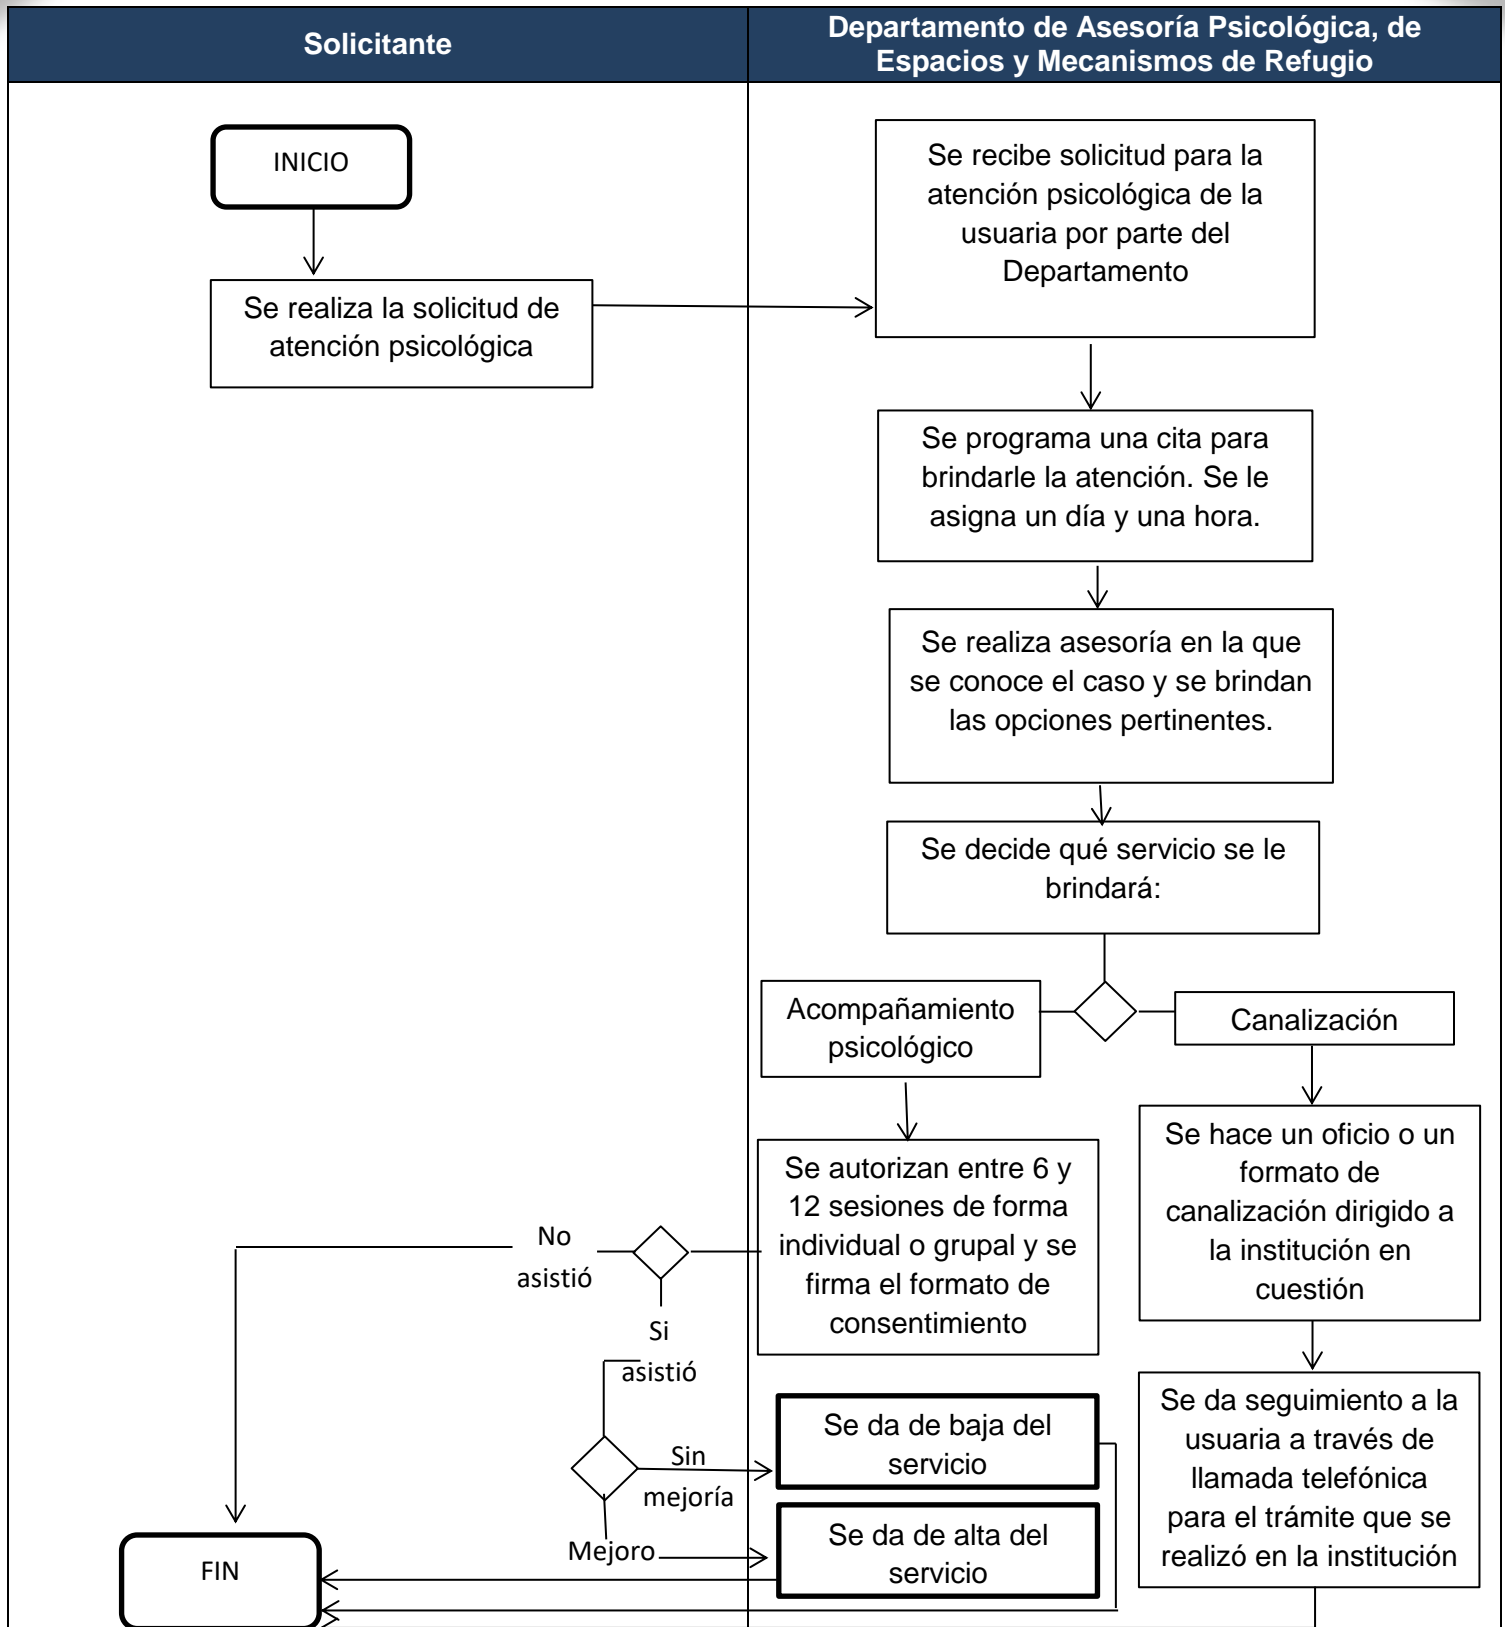 Solicitante
Departamento de Asesoría Psicológica, de
Espacios y Mecanismos de Refugio
INICIO
Se realiza la solicitud de
atención psicológica
Se recibe solicitud para la
atención psicológica de la
usuaria por parte del
Departamento
Se programa una cita para
brindarle la atención. Se le
asigna un día y una hora.
Se realiza asesoría en la que
se conoce el caso y se brindan
las opciones pertinentes.
Se decide qué servicio se le
brindará:
Acompañamiento
psicológico
Canalización
Se autorizan entre 6 y
12 sesiones de forma
individual o grupal y se
firma el formato de
consentimiento
Se hace un oficio o un
formato de
canalización dirigido a
la institución en
cuestión
No
asistió
Si
asistió
Sin
mejoría
Mejoro
Se da de baja del
servicio
Se da de alta del
servicio
Se da seguimiento a la
usuaria a través de
llamada telefónica
para el trámite que se
realizó en la institución
FIN